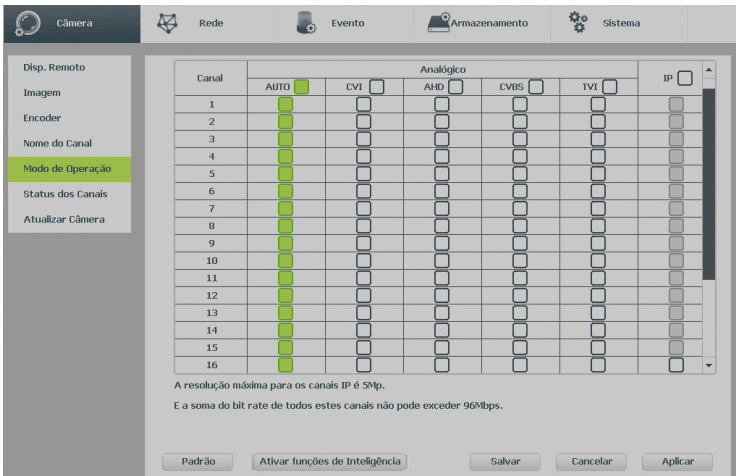 Câmera Rede Evento Armazenamento Sistema
Disp. Remoto
Imagem
Encoder
Nome do Canal
Modo de Operação
Status dos Canais
Atualizar Câmera
Canal Analógico IP
AUTO CVI AHD CVBS TVI
1
2
3
4
5
6
7
8
9
10
11
12
13
14
15
16
A resolução máxima para os canais IP é 5Mp.
E a soma do bit rate de todos estes canais não pode exceder 96Mbps.
Padrão Ativar funções de Inteligência Salvar Cancelar Aplicar